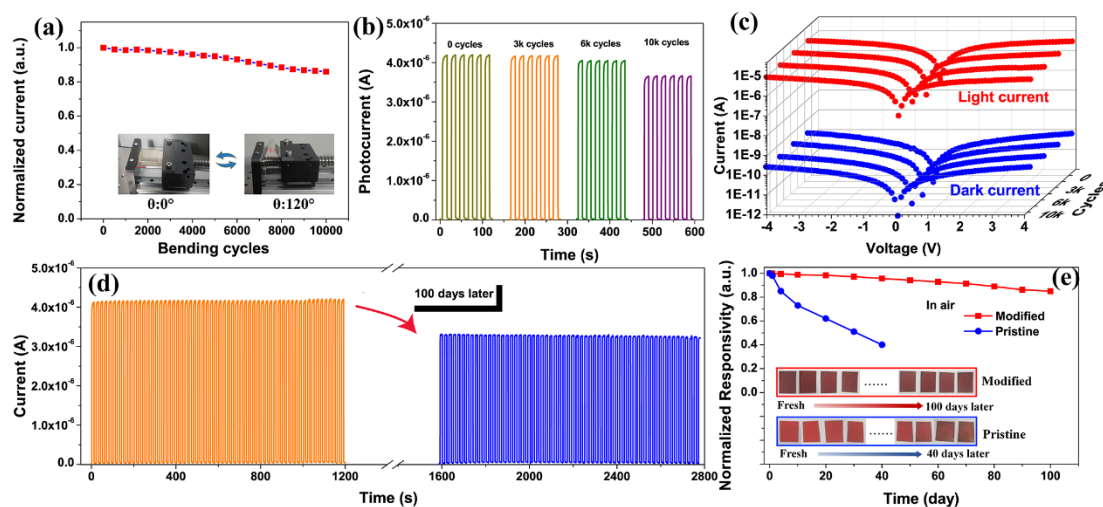 (a)
Normalized current (a.u.)
1.0
0.8
0.6
0.4
0.2
0.0
0:0°
0:120°
0 2000 4000 6000 8000 10000
Bending cycles
(b)
Photocurrent (A)
5.0x10⁻⁶
4.0x10⁻⁶
3.0x10⁻⁶
2.0x10⁻⁶
1.0x10⁻⁶
0.0
0 cycles 3k cycles 6k cycles 10k cycles
0 100 200 300 400 500 600
Time (s)
(c)
Current (A)
1E-5
1E-6
1E-8
1E-9
1E-10
1E-11
1E-12
Light current
Dark current
-4 -3 -2 -1 0 1 2 3 4
Voltage (V)
0
3k
6k
10k
Cycles
(d)
Current (A)
5.0x10⁻⁶
4.0x10⁻⁶
3.0x10⁻⁶
2.0x10⁻⁶
1.0x10⁻⁶
0.0
100 days later
0 400 800 1200 1600 2000 2400 2800
Time (s)
(e)
Normalized Responsivity (a.u.)
1.0
0.8
0.6
0.4
0.2
0.0
In air
Modified
Pristine
...... Modified
Fresh 100 days later
...... Pristine
Fresh 40 days later
0 20 40 60 80 100
Time (day)